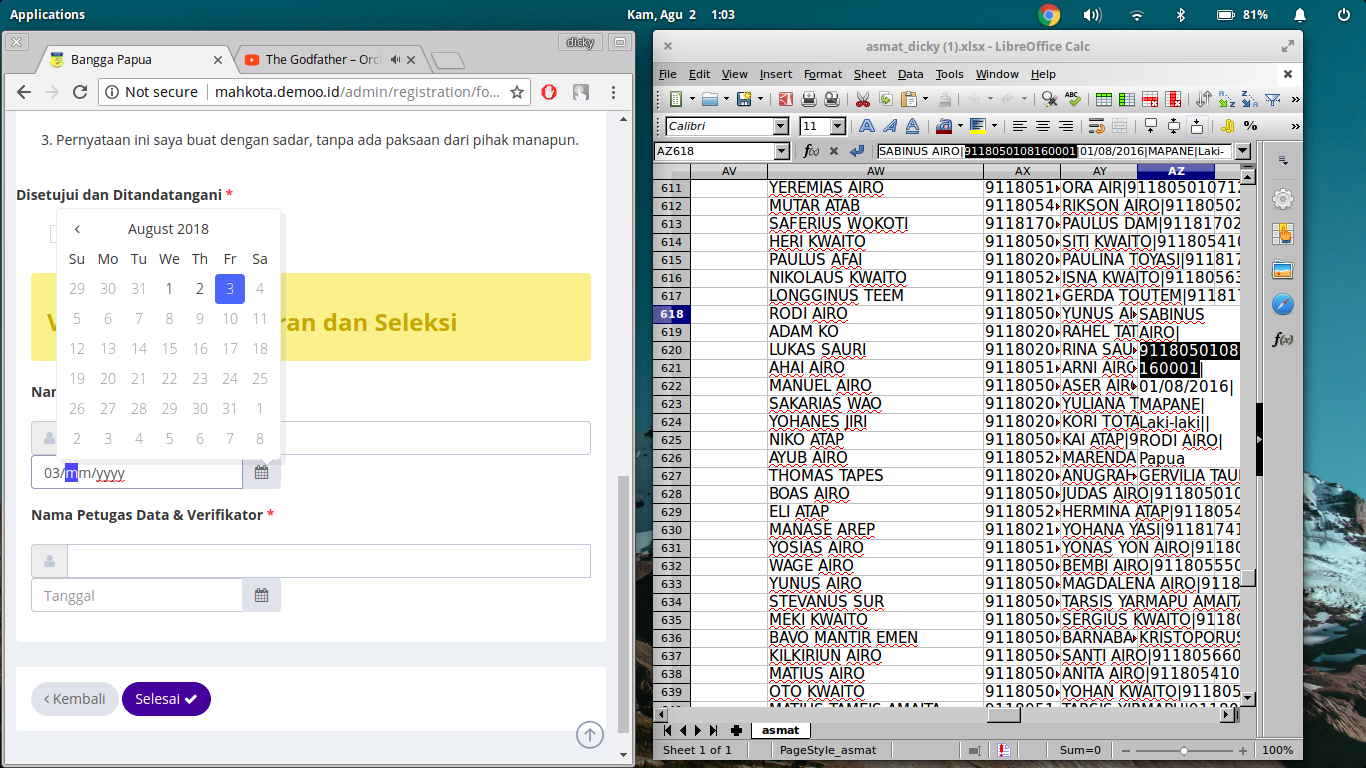 Applications
Kam, Agu 2 1:03
81%
dicky
Bangga Papua
The Godfather – Orc
Not secure
mahkota.demoo.id/admin/registration/fo...
3. Pernyataan ini saya buat dengan sadar, tanpa ada paksaan dari pihak manapun.
Disetujui dan Ditandatangani *
August 2018
Su Mo Tu We Th Fr Sa
29 30 31 1 2 3 4
5 6 7 8 9 10 11
12 13 14 15 16 17 18
19 20 21 22 23 24 25
26 27 28 29 30 31 1
2 3 4 5 6 7 8
ran dan Seleksi
03/mm/yyyy
Nama Petugas Data & Verifikator *
Tanggal
Kembali
Selesai
asmat_dicky (1).xlsx - LibreOffice Calc
File Edit View Insert Format Sheet Data Tools Window Help
Calibri
11
AZ618
SABINUS AIRO|9118050108160001|01/08/2016|MAPANE|Laki-
AV AW AX AY AZ
611 YEREMIAS AIRO 9118051 ORA AIR|911805010712
612 MUTAR ATAB 9118054 RIKSON AIRO|91180502
613 SAFERIUS WOKOTI 9118170 PAULUS DAM|91181702
614 HERI KWAITO 9118050 SITI KWAITO|911805410
615 PAULUS AFAI 9118020 PAULINA TOYASI||911817
616 NIKOLAUS KWAITO 9118052 ISNA KWAITO|91180563
617 LONGGINUS TEEM 9118021 GERDA TOUTEM|91181
618 RODI AIRO 9118050 YUNUS AI SABINUS
619 ADAM KO 9118020 RAHEL TAT AIRO|
620 LUKAS SAURI 9118020 RINA SAU 9118050108
621 AHAI AIRO 9118050 ARNI AIRO 160001|
622 MANUEL AIRO 9118050 ASER AIR 01/08/2016|
623 SAKARIAS WAO 9118020 YULIANA T MAPANE|
624 YOHANES JIRI 9118020 KORI TOTA Laki-laki||
625 NIKO ATAP 9118050 KAI ATAP|9 RODI AIRO|
626 AYUB AIRO 9118052 MARENDA Papua
627 THOMAS TAPES 9118020 ANUGRAH GERVILIA TAU
628 BOAS AIRO 9118050 JUDAS AIRO|911805010
629 ELI ATAP 9118052 HERMINA ATAP|9118054
630 MANASE AREP 9118021 YOHANA YASI|91181741
631 YOSIAS AIRO 9118051 YONAS YON AIRO|91180
632 WAGE AIRO 9118050 BEMBI AIRO|911805550
633 YUNUS AIRO 9118050 MAGDALENA AIRO|9118
634 STEVANUS SUR 9118050 TARSIS YARMAPU AMAITA
635 MEKI KWAITO 9118050 SERGIUS KWAITO|91180
636 BAVO MANTIR EMEN 9118050 BARNABA KRISTOPORUS
637 KILKIRIUN AIRO 9118050 SANTI AIRO|911805660
638 MATIUS AIRO 9118050 ANITA AIRO|911805410
639 OTO KWAITO 9118050 YOHAN KWAITO|911805
asmat
Sheet 1 of 1
PageStyle_asmat
Sum=0
100%